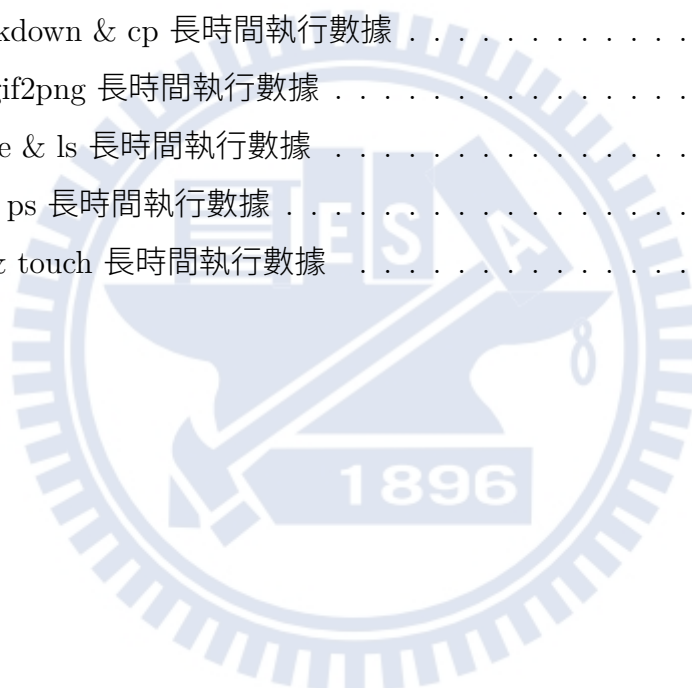 kdown & cp 長時間執行數據 . . . . . . . . . . . . .
gif2png 長時間執行數據 . . . . . . . . . . . . . . . .
e & ls 長時間執行數據 . . . . . . . . . . . . . . .
ps 長時間執行數據 . . . . . . . . . . . . . . . . .
& touch 長時間執行數據 . . . . . . . . . . . . . .
E S A
1896